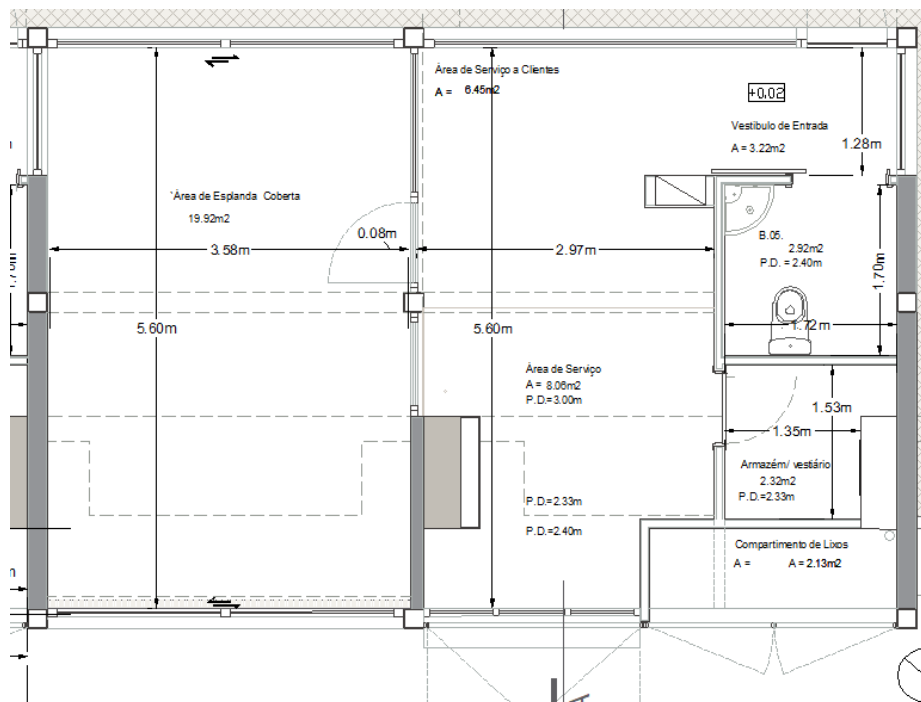 Área de Serviço a Clientes
A = 6.45m2
+0.02
Vestibulo de Entrada
A = 3.22m2
1.28m
`Área de Esplanda Coberta
19.92m2
0.08m
3.58m
2.97m
B.05.
2.92m2
P.D. = 2.40m
1.70m
5.60m
5.60m
1.72m
Área de Serviço
A = 8.06m2
P.D.=3.00m
1.53m
1.35m
Armazém/ vestiário
2.32m2
P.D.=2.33m
P.D.=2.33m
P.D.=2.40m
Compartimento de Lixos
A = A = 2.13m2